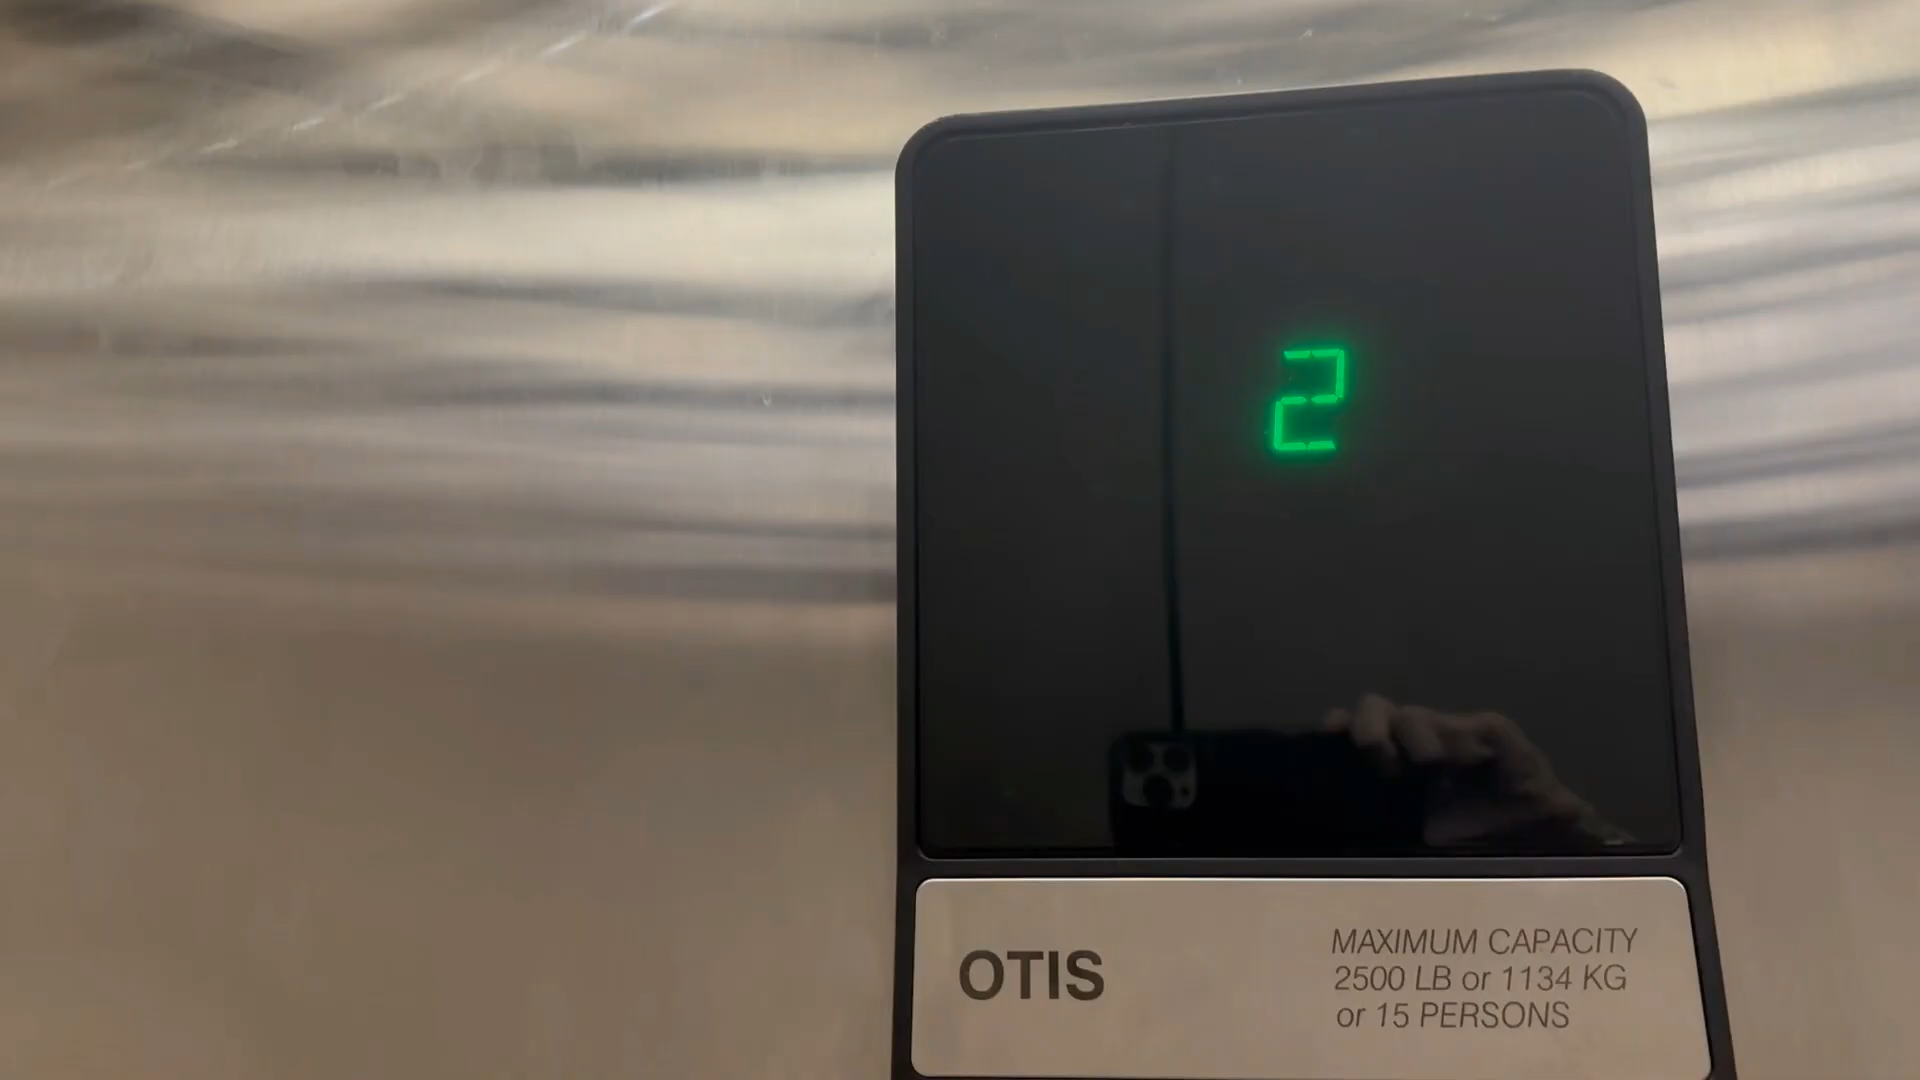 2
OTIS
MAXIMUM CAPACITY
2500 LB or 1134 KG
or 15 PERSONS